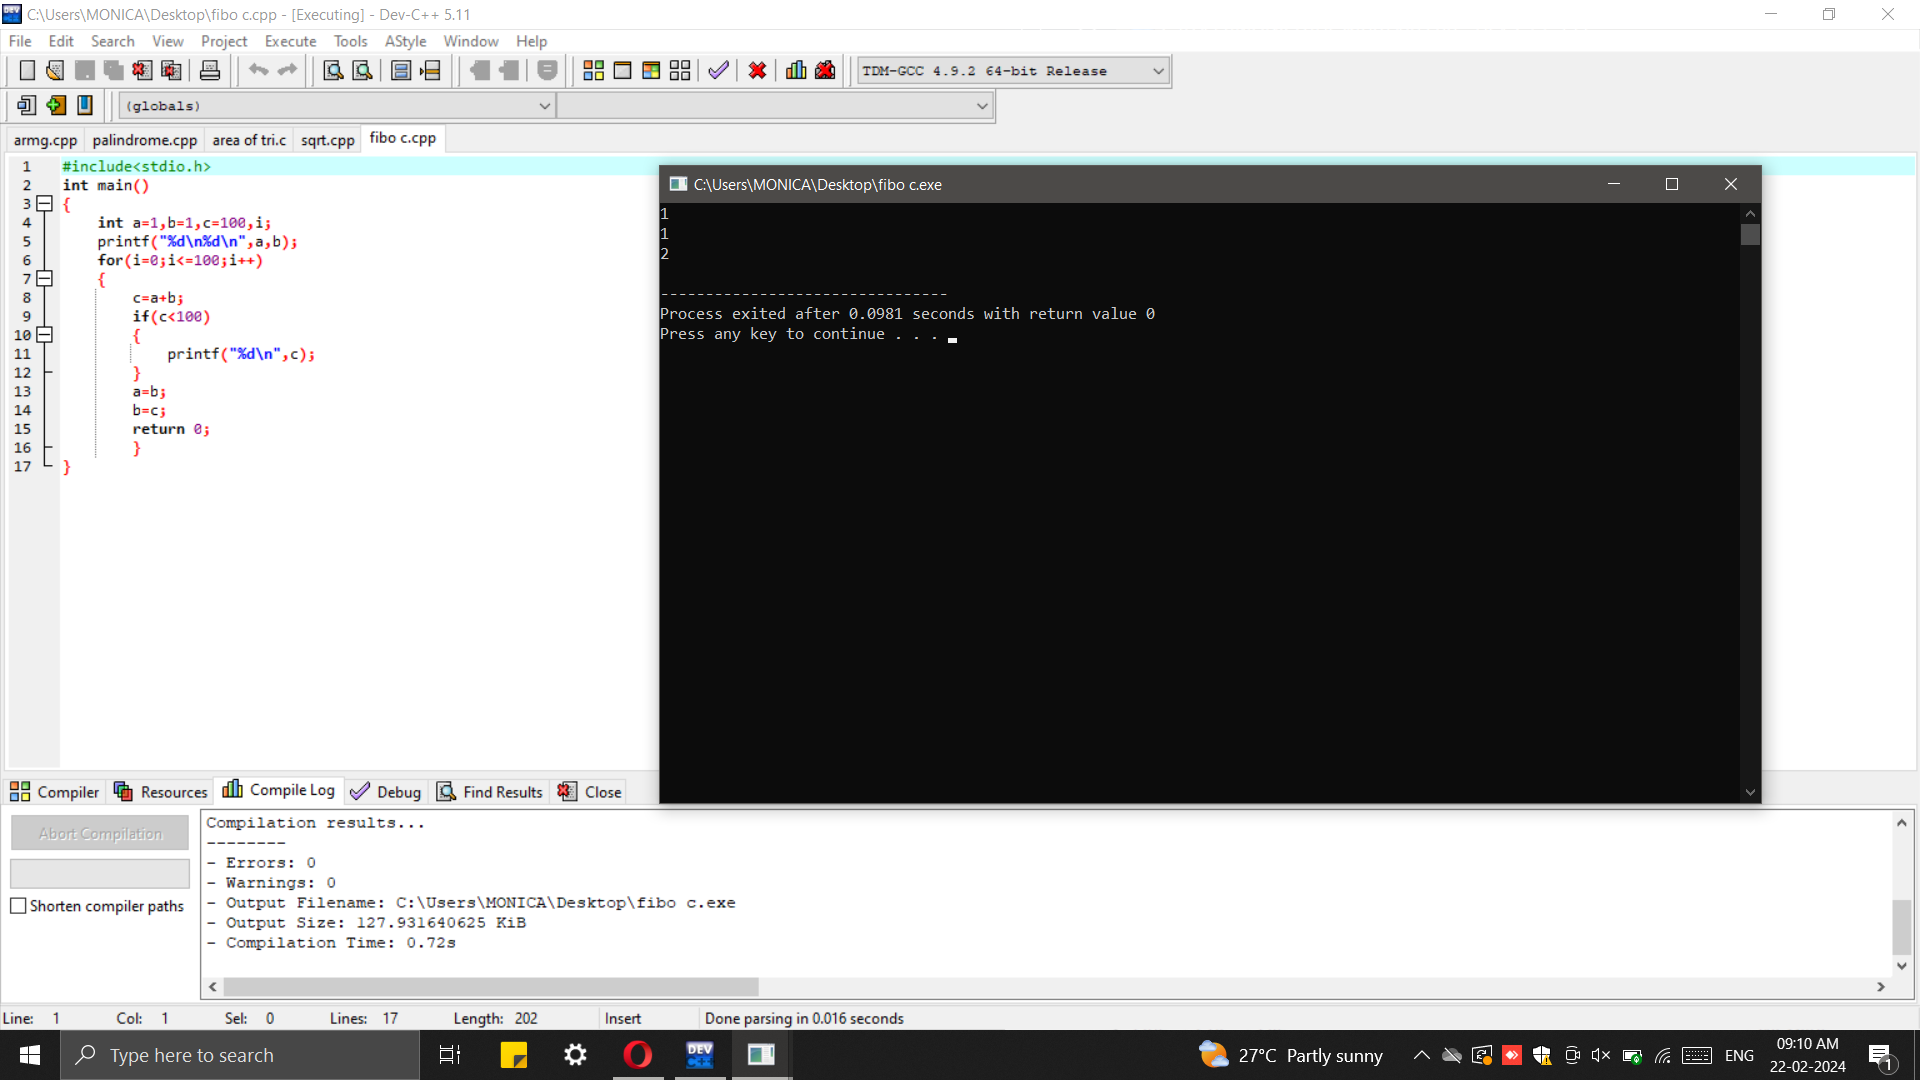 C:\Users\MONICA\Desktop\fibo c.cpp - [Executing] - Dev-C++ 5.11
File Edit Search View Project Execute Tools AStyle Window Help
TDM-GCC 4.9.2 64-bit Release
(globals)
armg.cpp palindrome.cpp area of tri.c sqrt.cpp fibo c.cpp
1 #include<stdio.h>
2 int main()
3 {
4 int a=1,b=1,c=100,i;
5 printf("%d\n%d\n",a,b);
6 for(i=0;i<=100;i++)
7 {
8 c=a+b;
9 if(c<100)
10 {
11 printf("%d\n",c);
12 }
13 a=b;
14 b=c;
15 return 0;
16 }
17 }
C:\Users\MONICA\Desktop\fibo c.exe
1
1
2
--------------------------------
Process exited after 0.0981 seconds with return value 0
Press any key to continue . . .
Compiler Resources Compile Log Debug Find Results Close
Abort Compilation
Shorten compiler paths
Compilation results...
--------
- Errors: 0
- Warnings: 0
- Output Filename: C:\Users\MONICA\Desktop\fibo c.exe
- Output Size: 127.931640625 KiB
- Compilation Time: 0.72s
Line: 1 Col: 1 Sel: 0 Lines: 17 Length: 202 Insert Done parsing in 0.016 seconds
Type here to search
DEV
27°C Partly sunny
ENG
09:10 AM
22-02-2024
1